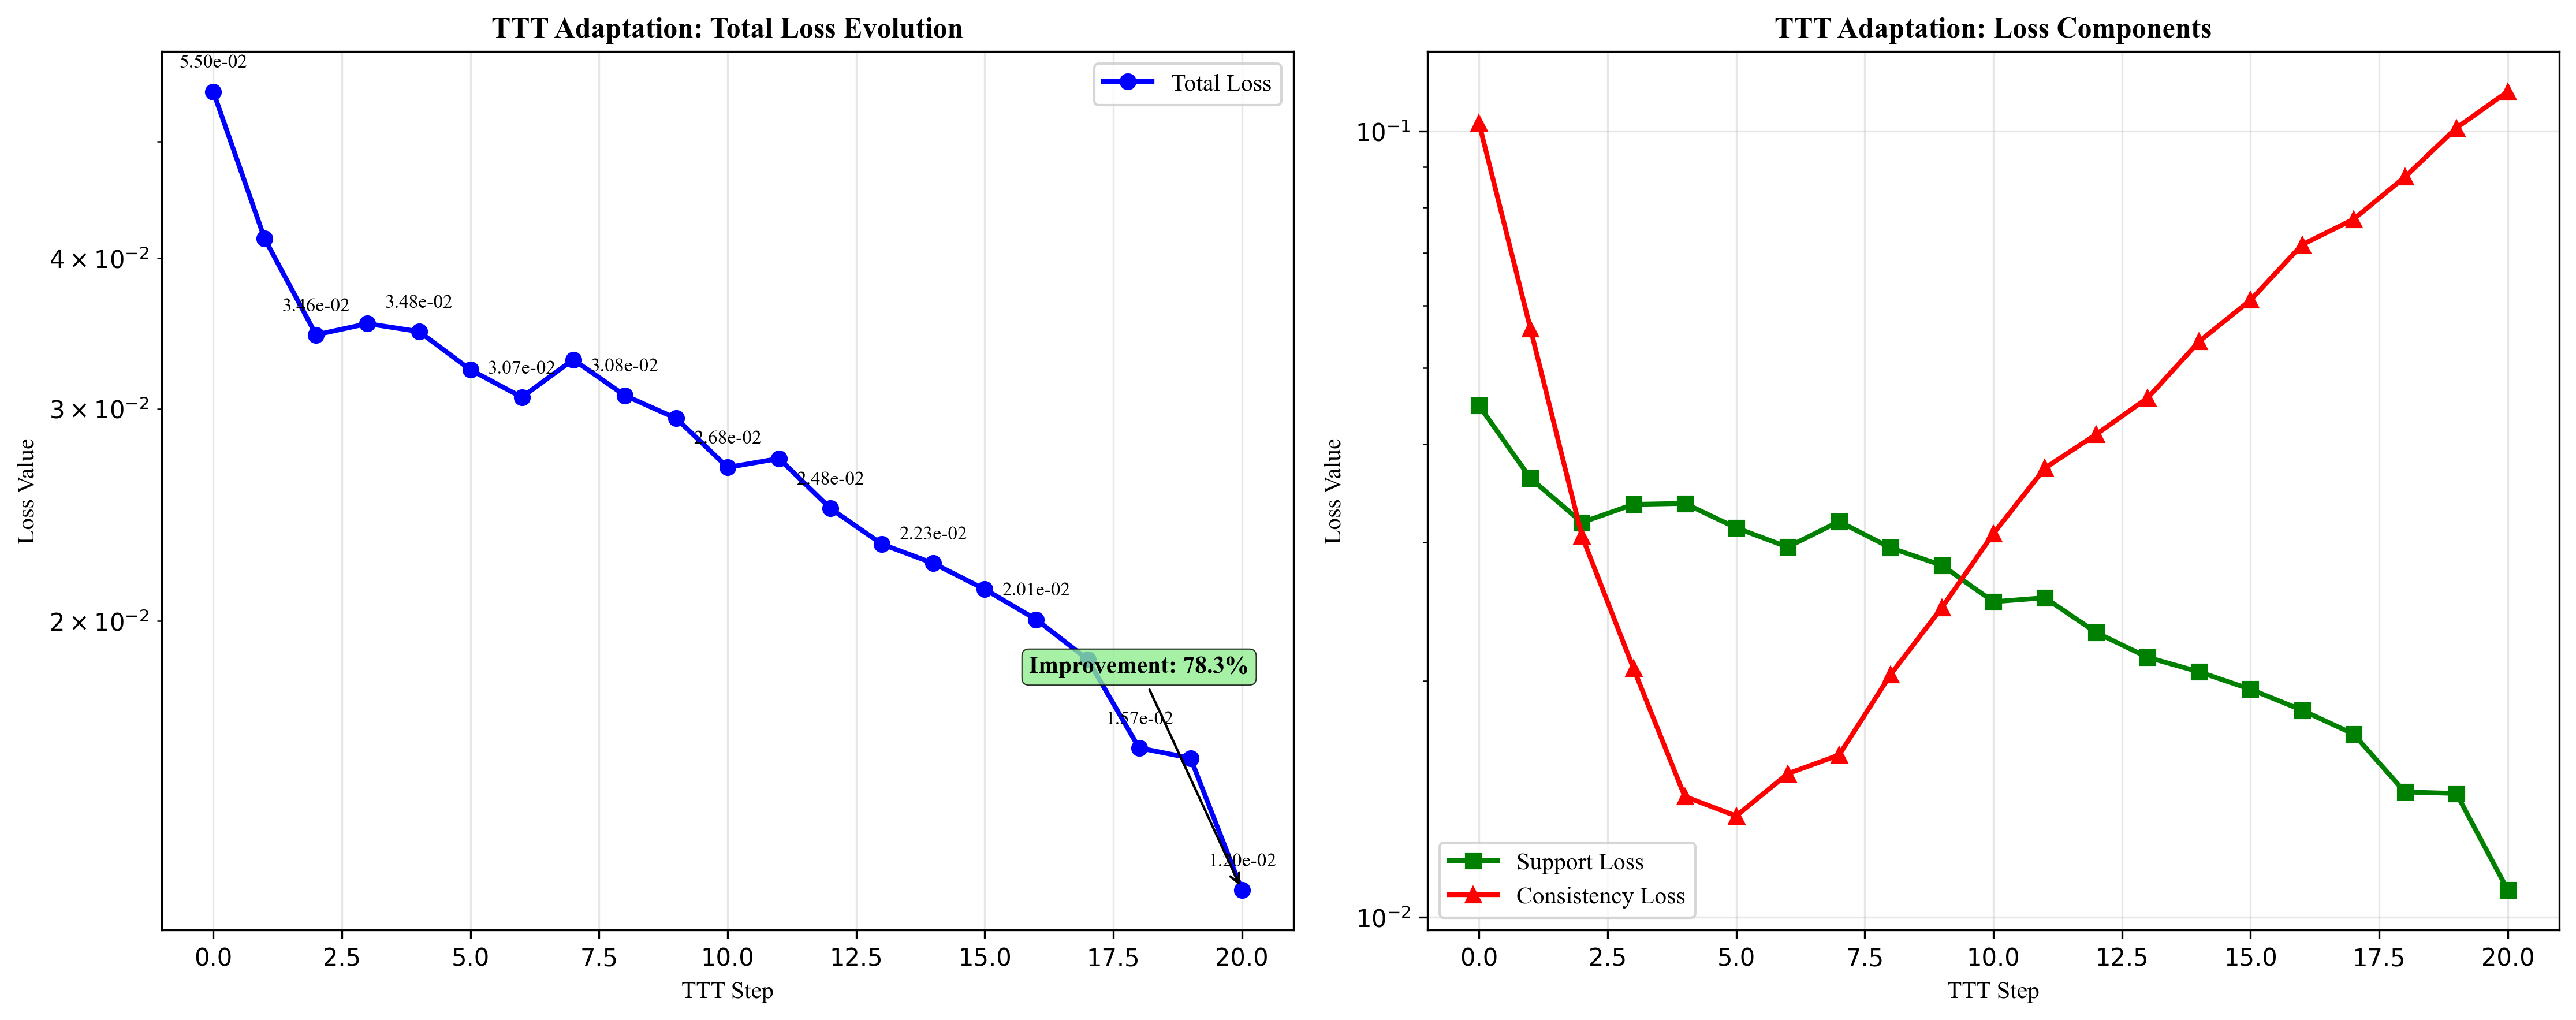 TTT Adaptation: Total Loss Evolution
5.50e-02
Total Loss
4 × 10⁻²
3.46e-02
3.48e-02
3.07e-02
3.08e-02
3 × 10⁻²
2.68e-02
2.48e-02
2.23e-02
2.01e-02
2 × 10⁻²
Improvement: 78.3%
1.57e-02
1.20e-02
Loss Value
0.0 2.5 5.0 7.5 10.0 12.5 15.0 17.5 20.0
TTT Step
TTT Adaptation: Loss Components
10⁻¹
Loss Value
Support Loss
Consistency Loss
10⁻²
0.0 2.5 5.0 7.5 10.0 12.5 15.0 17.5 20.0
TTT Step